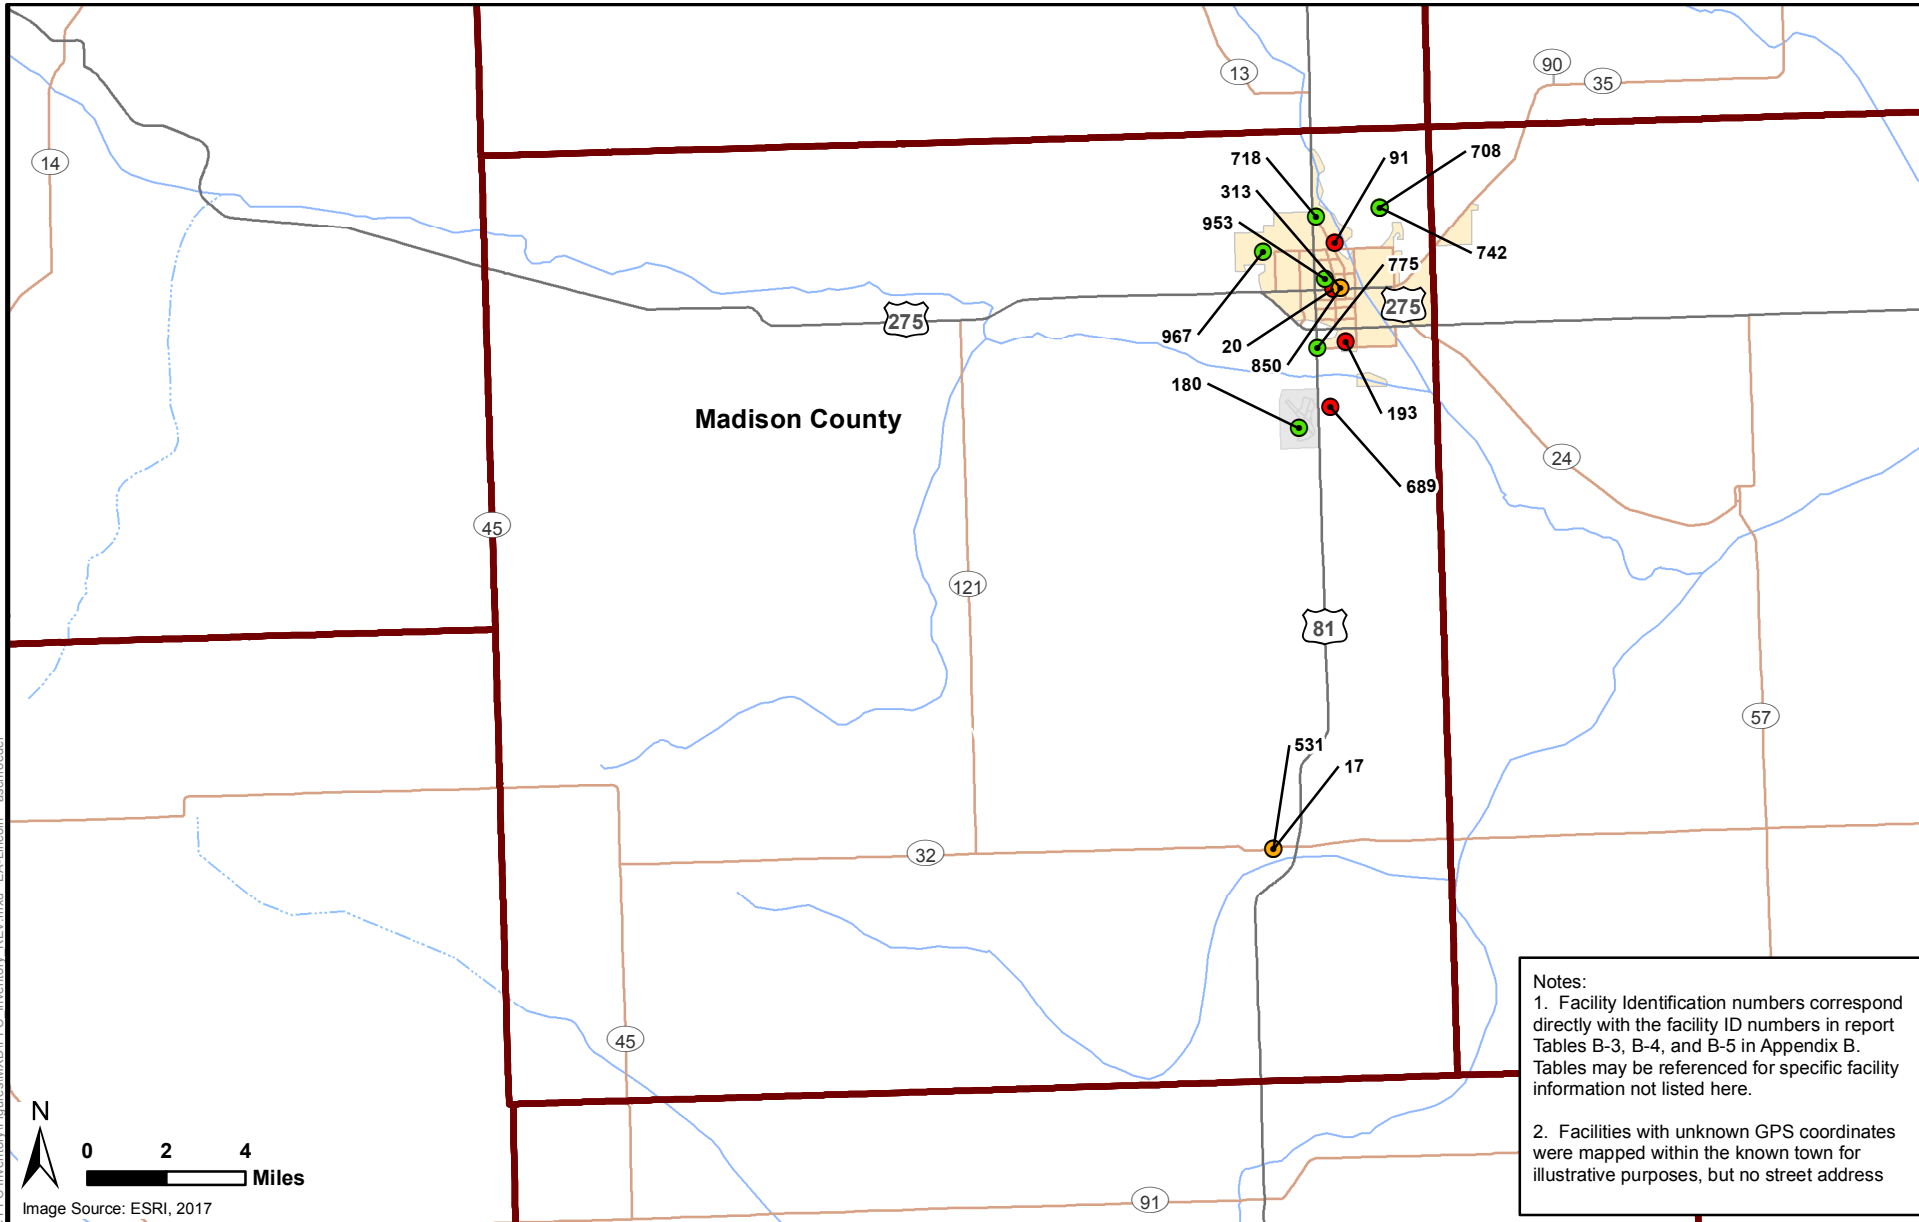 13
90
35
14
718
91
708
313
953
742
775
275
275
967
20
850
180
193
Madison County
24
689
45
121
81
57
531
17
32
45
91
N
0 2 4
Miles
Image Source: ESRI, 2017
Notes:
1. Facility Identification numbers correspond
directly with the facility ID numbers in report
Tables B-3, B-4, and B-5 in Appendix B.
Tables may be referenced for specific facility
information not listed here.
2. Facilities with unknown GPS coordinates
were mapped within the known town for
illustrative purposes, but no street address